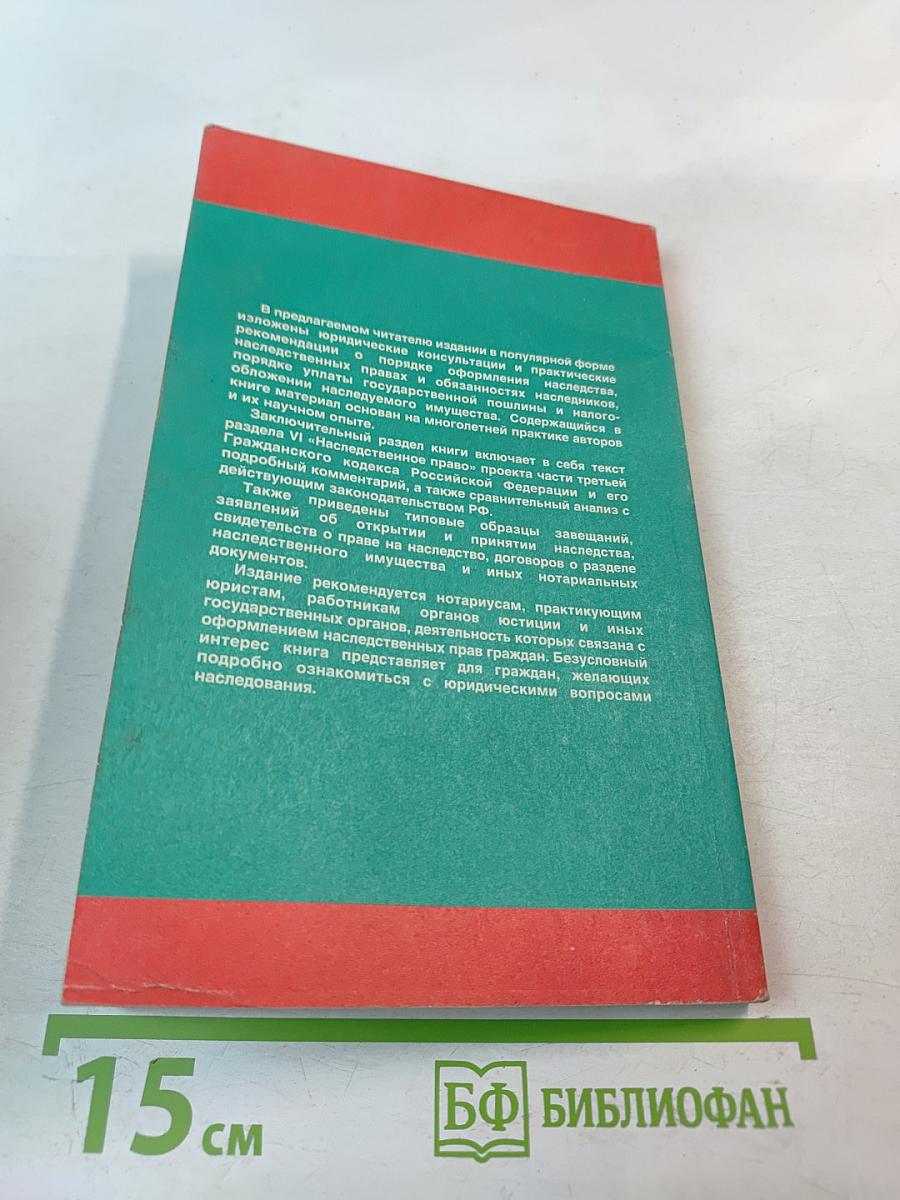 В предлагаемом читателю издании в популярной форме
изложены юридические консультации и практические
рекомендации о порядке оформления наследства,
наследственных правах и обязанностях наследников,
порядке уплаты государственной пошлины и налого-
обложении наследуемого имущества. Содержащийся в
книге материал основан на многолетней практике авторов
и их научном опыте.
Заключительный раздел книги включает в себя текст
раздела VI «Наследственное право» проекта части третьей
Гражданского кодекса Российской Федерации и его
подробный комментарий, а также сравнительный анализ с
действующим законодательством РФ.
Также приведены типовые образцы завещаний,
заявлений об открытии и принятии наследства,
свидетельств о праве на наследство, договоров о разделе
наследственного имущества и иных нотариальных
документов.
Издание рекомендуется нотариусам, практикующим
юристам, работникам органов юстиции и иных
государственных органов, деятельность которых связана с
оформлением наследственных прав граждан. Безусловный
интерес книга представляет для граждан, желающих
подробно ознакомиться с юридическими вопросами
наследования.
15 см
БФ БИБЛИОФАН